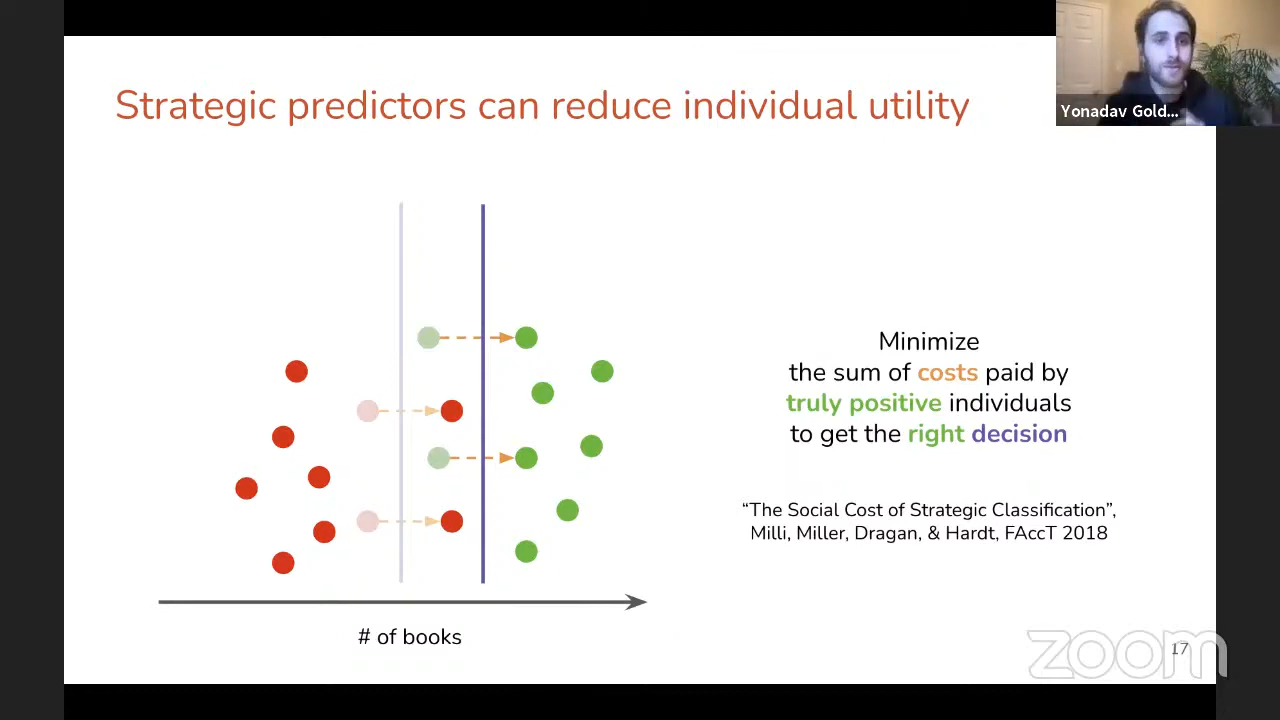 Strategic predictors can reduce individual utility
Yonadav Gold...
Minimize
the sum of costs paid by
truly positive individuals
to get the right decision
“The Social Cost of Strategic Classification”,
Milli, Miller, Dragan, & Hardt, FAccT 2018
# of books
zoom
17